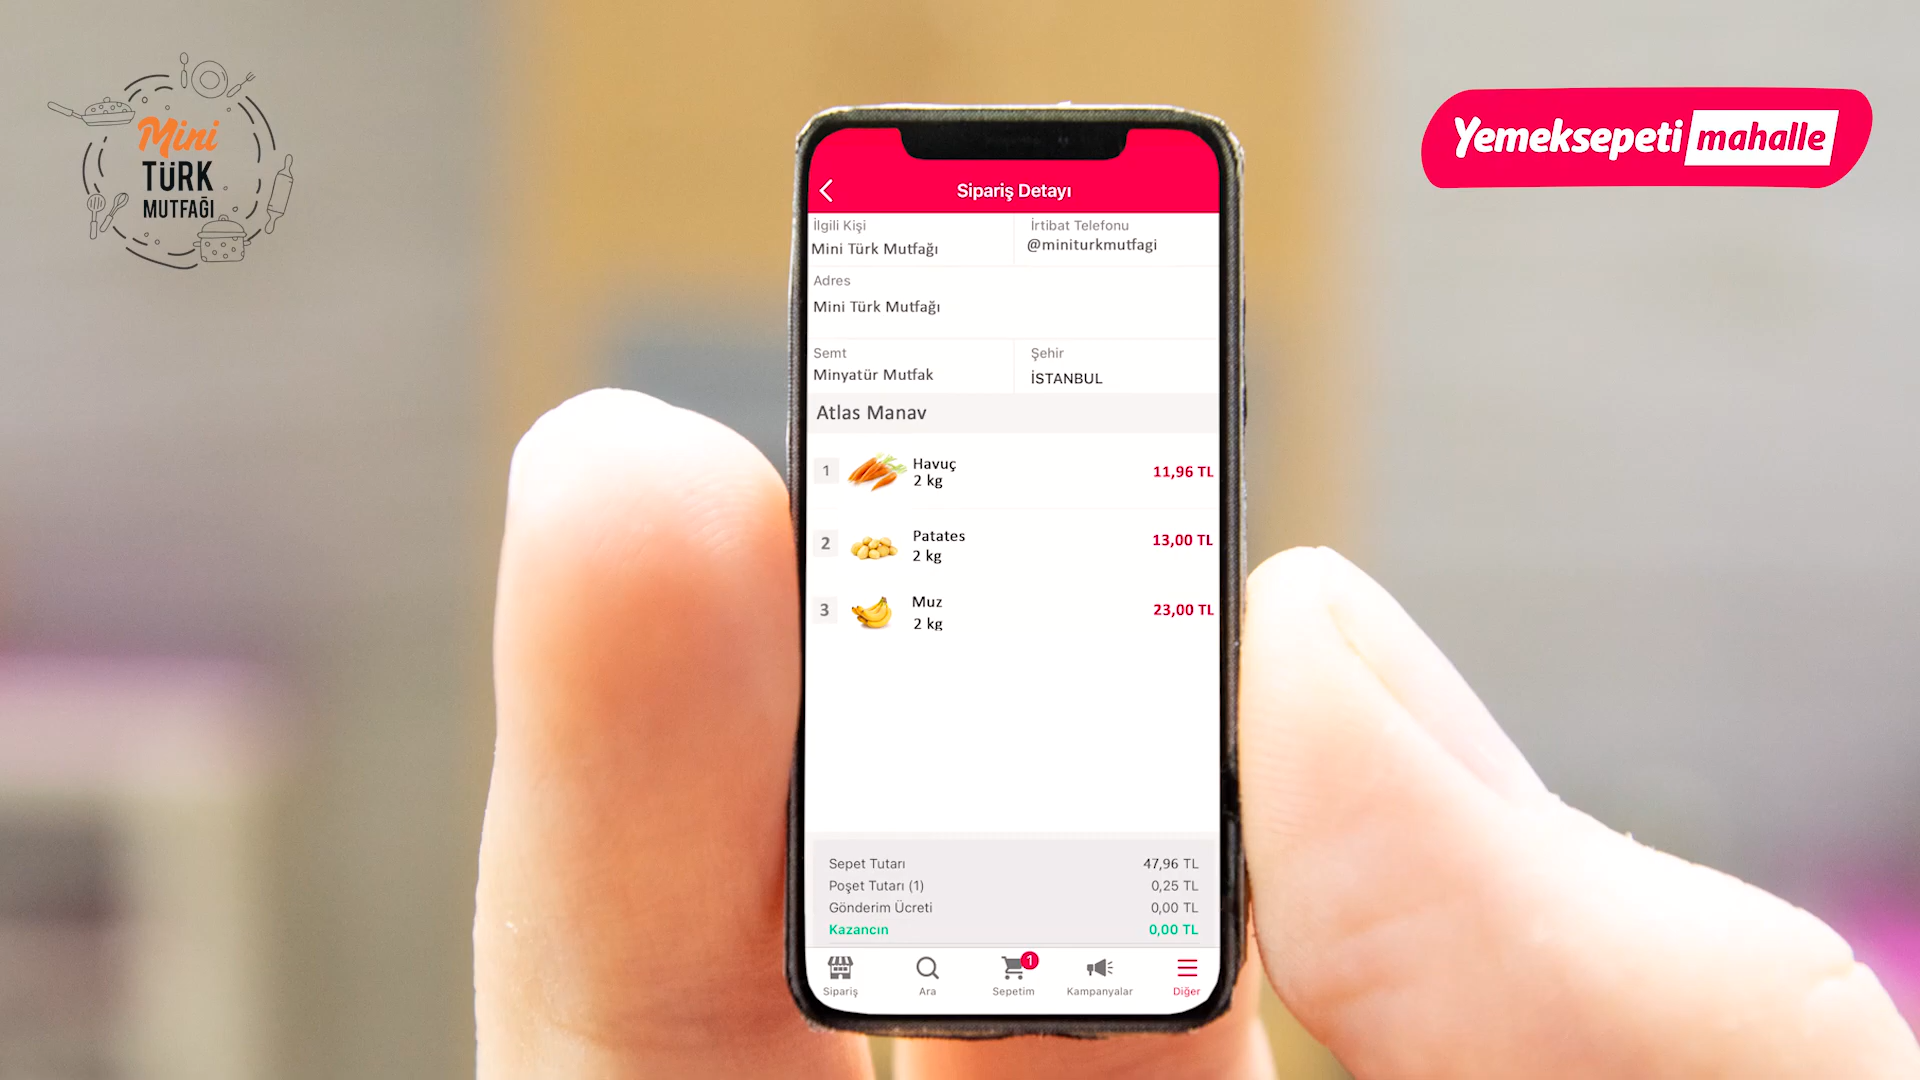 Mini
TÜRK
MUTFAĞI
Yemeksepeti mahalle
Sipariş Detayı
İlgili Kişi
İrtibat Telefonu
Mini Türk Mutfağı
@miniturkmutfagi
Adres
Mini Türk Mutfağı
Semt
Şehir
Minyatür Mutfak
İSTANBUL
Atlas Manav
1
Havuç
2 kg
11,96 TL
2
Patates
2 kg
13,00 TL
3
Muz
2 kg
23,00 TL
Sepet Tutarı 47,96 TL
Poşet Tutarı (1) 0,25 TL
Gönderim Ücreti 0,00 TL
Kazancın 0,00 TL
1
Sipariş
Ara
Sepetim
Kampanyalar
Diğer